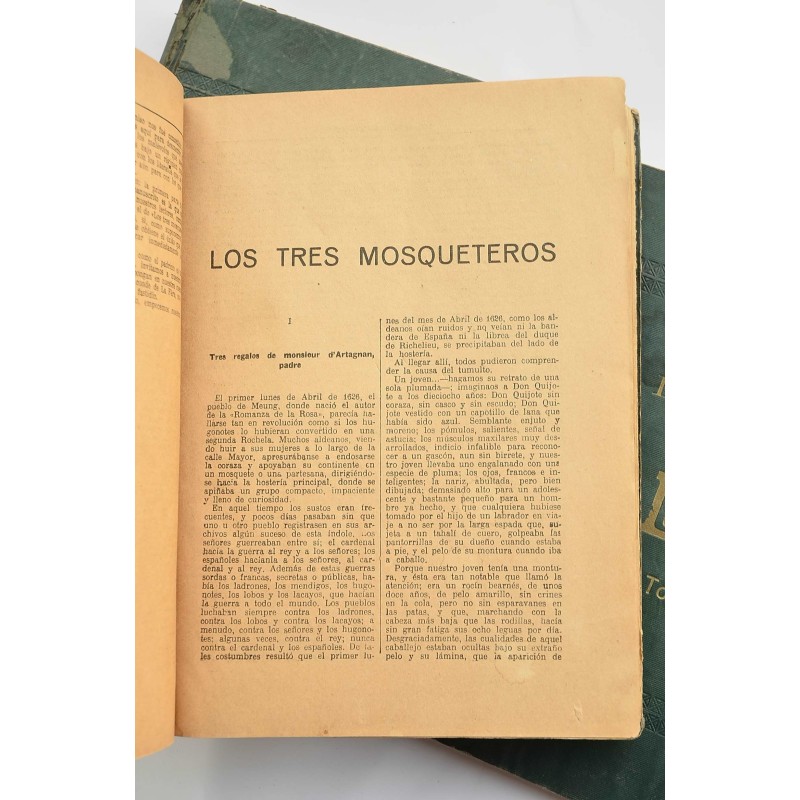 LOS TRES MOSQUETEROS
I
Tres regalos de monsieur d'Artagnan,
padre
El primer lunes de Abril de 1626, el
pueblo de Meung, donde nació el autor
de la «Romanza de la Rosa», parecía ha-
llarse tan en revolución como si los hu-
gonotes lo hubieran convertido en una
segunda Rochela. Muchos aldeanos, vien-
do huir a sus mujeres a lo largo de la
calle Mayor, apresurábanse a endosarse
la coraza y apoyaban su continente en
un mosquete o una partesana, dirigiéndo-
se hacia la hostería principal, donde se
apiñaba un grupo compacto, impaciente
y lleno de curiosidad.
En aquel tiempo los sustos eran fre-
cuentes, y pocos días pasaban sin que
uno u otro pueblo registrasen en sus ar-
chivos algún suceso de esta índole. Los
señores guerreaban entre sí; el cardenal
hacía la guerra al rey y a los señores; los
españoles hacíanla a los señores, al car-
denal y al rey. Además de estas guerras
sordas o francas, secretas o públicas, ha-
bía los ladrones, los mendigos, los hugo-
notes, los lobos y los lacayos, que hacían
la guerra a todo el mundo. Los pueblos
luchaban siempre contra los ladrones,
contra los lobos y contra los lacayos; a
menudo, contra los señores y los hugono-
tes; algunas veces, contra el rey; nunca
contra el cardenal y los españoles. De ta-
les costumbres resultó que el primer lu-
nes del mes de Abril de 1626, como los al-
deanos oían ruidos y nq veían ni la ban-
dera de España ni la librea del duque
de Richelieu, se precipitaban del lado de
la hostería.
Al llegar allí, todos pudieron compren-
der la causa del tumulto.
Un joven...—hagamos su retrato de una
sola plumada—; imaginaos a Don Quijo-
te a los dieciocho años; Don Quijote sin
coraza, sin casco y sin escudo; Don Qui-
jote vestido con un capotillo de lana que
había sido azul. Semblante enjuto y
moreno; los pómulos, salientes, señal de
astucia; los músculos maxilares muy des-
arrollados, indicio infalible para recono-
cer a un gascón, aun sin birrete, y nues-
tro joven llevaba uno engalanado con una
especie de pluma; los ojos, francos e in-
teligentes; la nariz, abultada, pero bien
dibujada; demasiado alto para un adoles-
cente y bastante pequeño para un hom-
bre ya hecho, y que cualquiera hubiese
tomado por el hijo de un labrador en via-
je a no ser por la larga espada que, su-
jeta a un tahalí de cuero, golpeaba las
pantorrillas de su dueño cuando estaba
a pie, y el pelo de su montura cuando iba
a caballo.
Porque nuestro joven tenía una montu-
ra, y ésta era tan notable que llamó la
atención; era un rocín bearnés, de unos
doce años, de pelo amarillo, sin crines
en la cola, pero no sin esparavanes en
las patas, y que, marchando con la
cabeza más baja que las rodillas, hacía
sin gran fatiga sus ocho leguas por día.
Desgraciadamente, las cualidades de aquel
caballejo estaban ocultas bajo su extraño
pelo y su lámina, que la aparición de